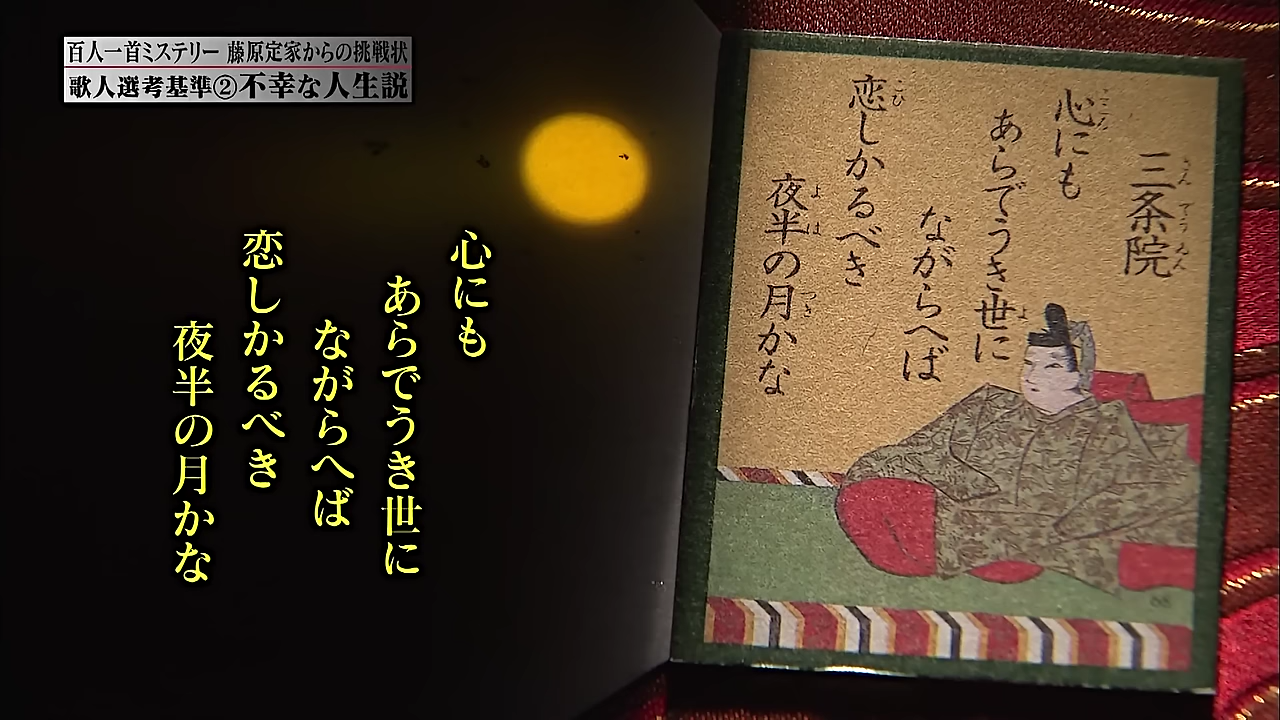 百人一首ミステリー 藤原定家からの挑戦状
歌人選考基準②不幸な人生説
心にも
あらでうき世に
ながらへば
恋しかるべき
夜半の月かな
三条院
心にも
あらでうき世に
ながらへば
恋しかるべき
夜半の月かな
68